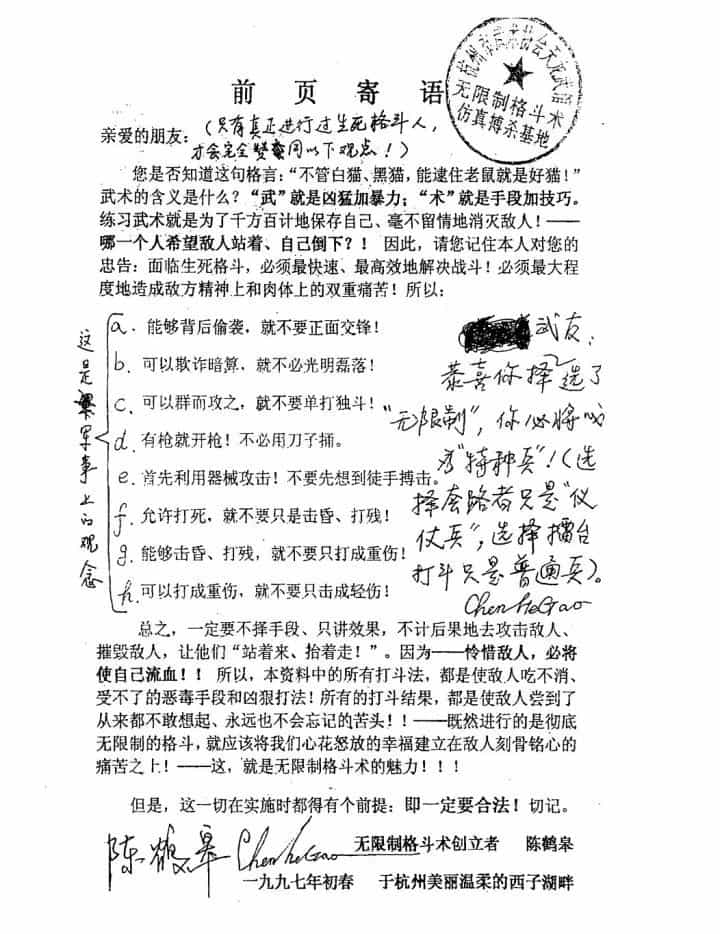 前页寄语
杭州市
无限制格斗术
仿真搏杀基地
亲爱的朋友：（只有真正进行过生死格斗人，
才会完全赞同以下观点！）
您是否知道这句格言：“不管白猫、黑猫，能逮住老鼠就是好猫！”
武术的含义是什么？“武”就是凶猛加暴力；“术”就是手段加技巧。
练习武术就是为了千方百计地保存自己、毫不留情地消灭敌人！——
哪一个人希望敌人站着、自己倒下？！因此，请您记住本人对您的
忠告：面临生死格斗，必须最快速、最高效地解决战斗！必须最大程
度地造成敌方精神上和肉体上的双重痛苦！所以：
这是军事上的观念
a. 能够背后偷袭，就不要正面交锋！
b. 可以欺诈暗算，就不必光明磊落！
c. 可以群而攻之，就不要单打独斗！
d. 有枪就开枪！不必用刀子捅。
e. 首先利用器械攻击！不要先想到徒手搏击。
f. 允许打死，就不要只是击昏、打残！
g. 能够击昏、打残，就不要只打成重伤！
h. 可以打成重伤，就不要只击成轻伤！
武友：
恭喜你择选了
“无限制”，你必将成
为“特种兵”！（选
择套路者只是“仪
仗兵”，选择擂台
打斗只是普通兵）。
ChenHeGao
总之，一定要不择手段、只讲效果，不计后果地去攻击敌人、
摧毁敌人，让他们“站着来、抬着走！”。因为——怜惜敌人，必将
使自己流血！！所以，本资料中的所有打斗法，都是使敌人吃不消、
受不了的恶毒手段和凶狠打法！所有的打斗结果，都是使敌人尝到了
从来都不敢想起、永远也不会忘记的苦头！！——既然进行的是彻底
无限制的格斗，就应该将我们心花怒放的幸福建立在敌人刻骨铭心的
痛苦之上！——这，就是无限制格斗术的魅力！！！
但是，这一切在实施时都得有个前提：即一定要合法！切记。
陈鹤皋 ChenHeGao
无限制格斗术创立者 陈鹤皋
一九九七年初春 于杭州美丽温柔的西子湖畔